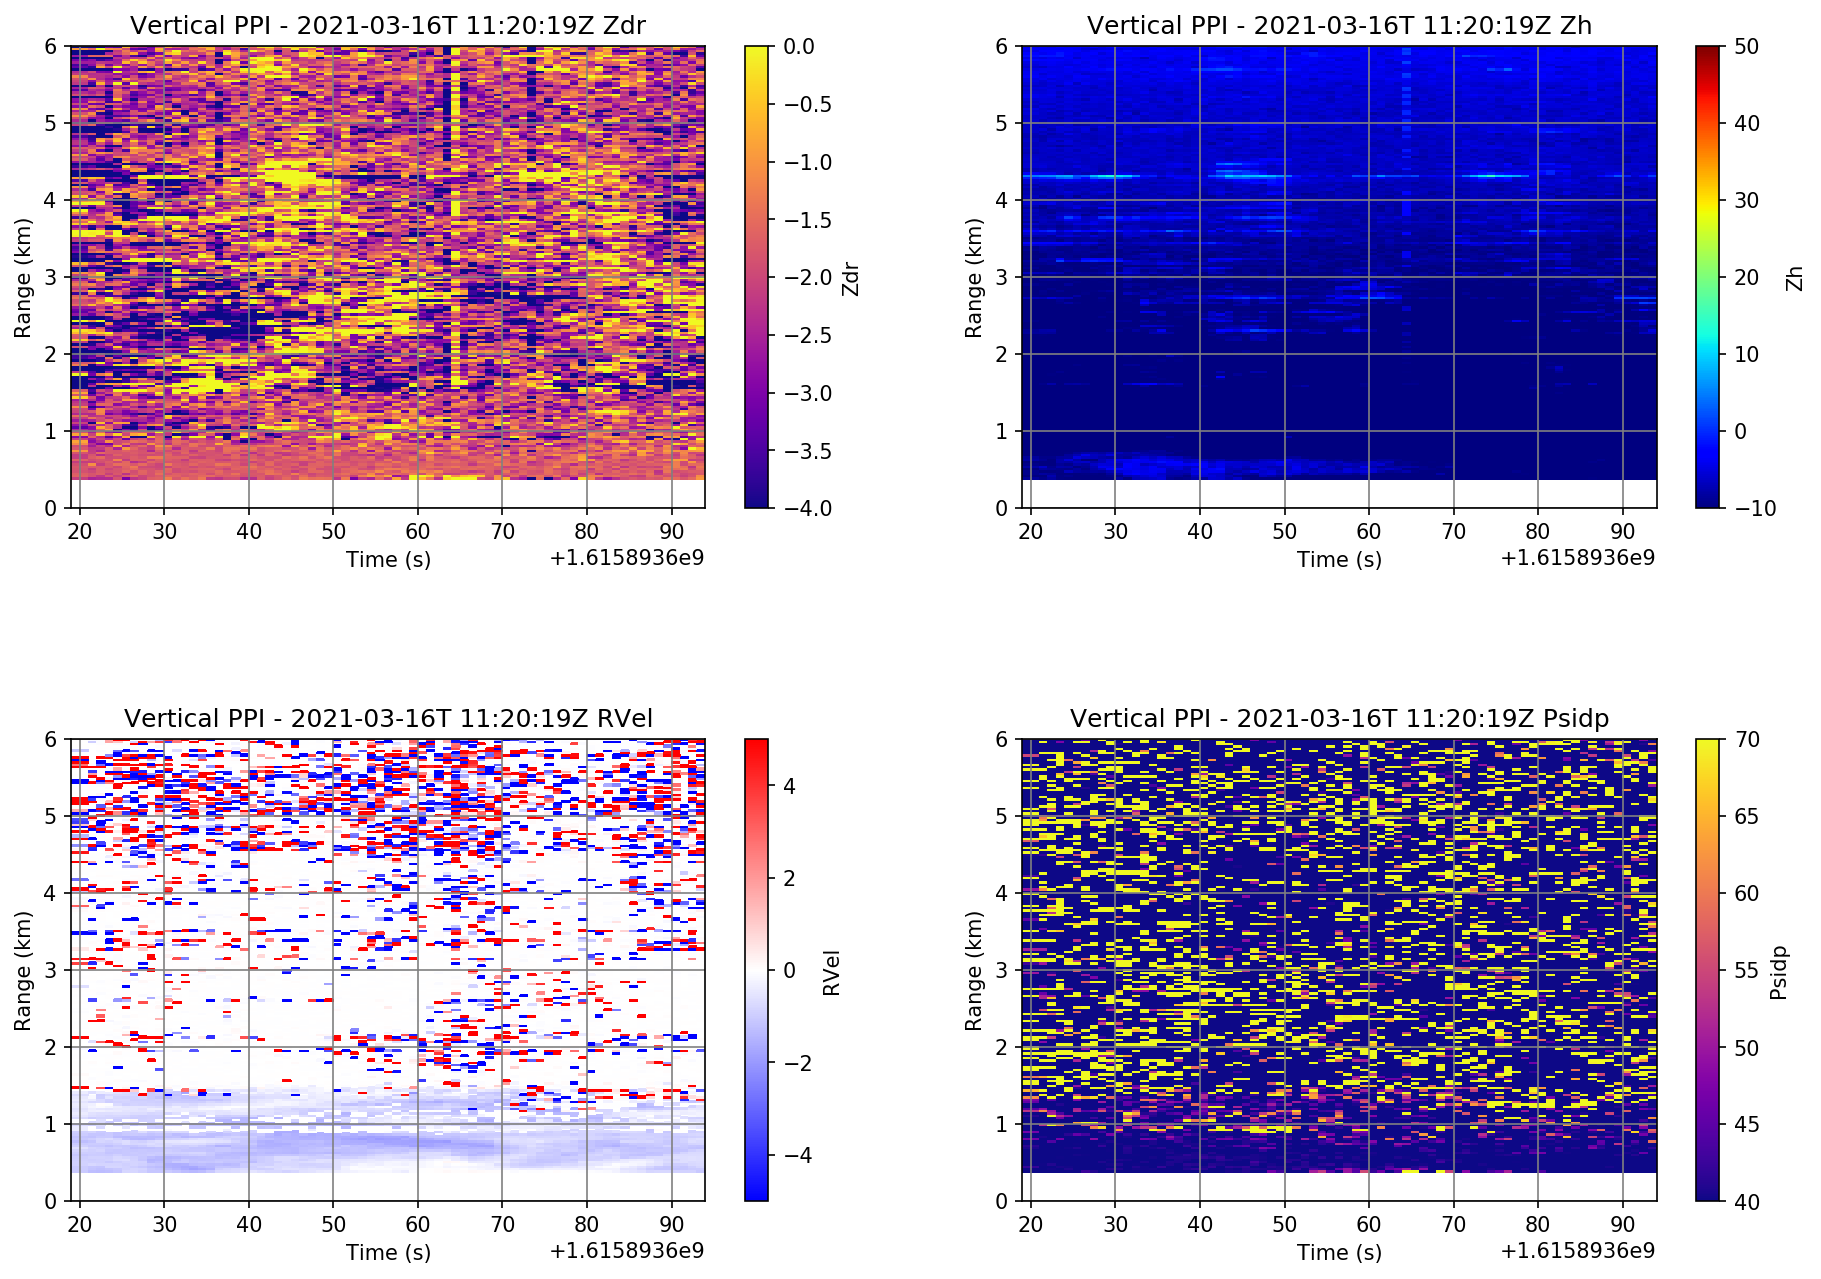 Vertical PPI - 2021-03-16T 11:20:19Z Zdr
6
5
4
3
2
1
0
Range (km)
20 30 40 50 60 70 80 90
Time (s)
+1.6158936e9
0.0
−0.5
−1.0
−1.5
−2.0
−2.5
−3.0
−3.5
−4.0
Zdr
Vertical PPI - 2021-03-16T 11:20:19Z Zh
6
5
4
3
2
1
0
Range (km)
20 30 40 50 60 70 80 90
Time (s)
+1.6158936e9
50
40
30
20
10
0
−10
Zh
Vertical PPI - 2021-03-16T 11:20:19Z RVel
6
5
4
3
2
1
0
Range (km)
20 30 40 50 60 70 80 90
Time (s)
+1.6158936e9
4
2
0
−2
−4
RVel
Vertical PPI - 2021-03-16T 11:20:19Z Psidp
6
5
4
3
2
1
0
Range (km)
20 30 40 50 60 70 80 90
Time (s)
+1.6158936e9
70
65
60
55
50
45
40
Psidp